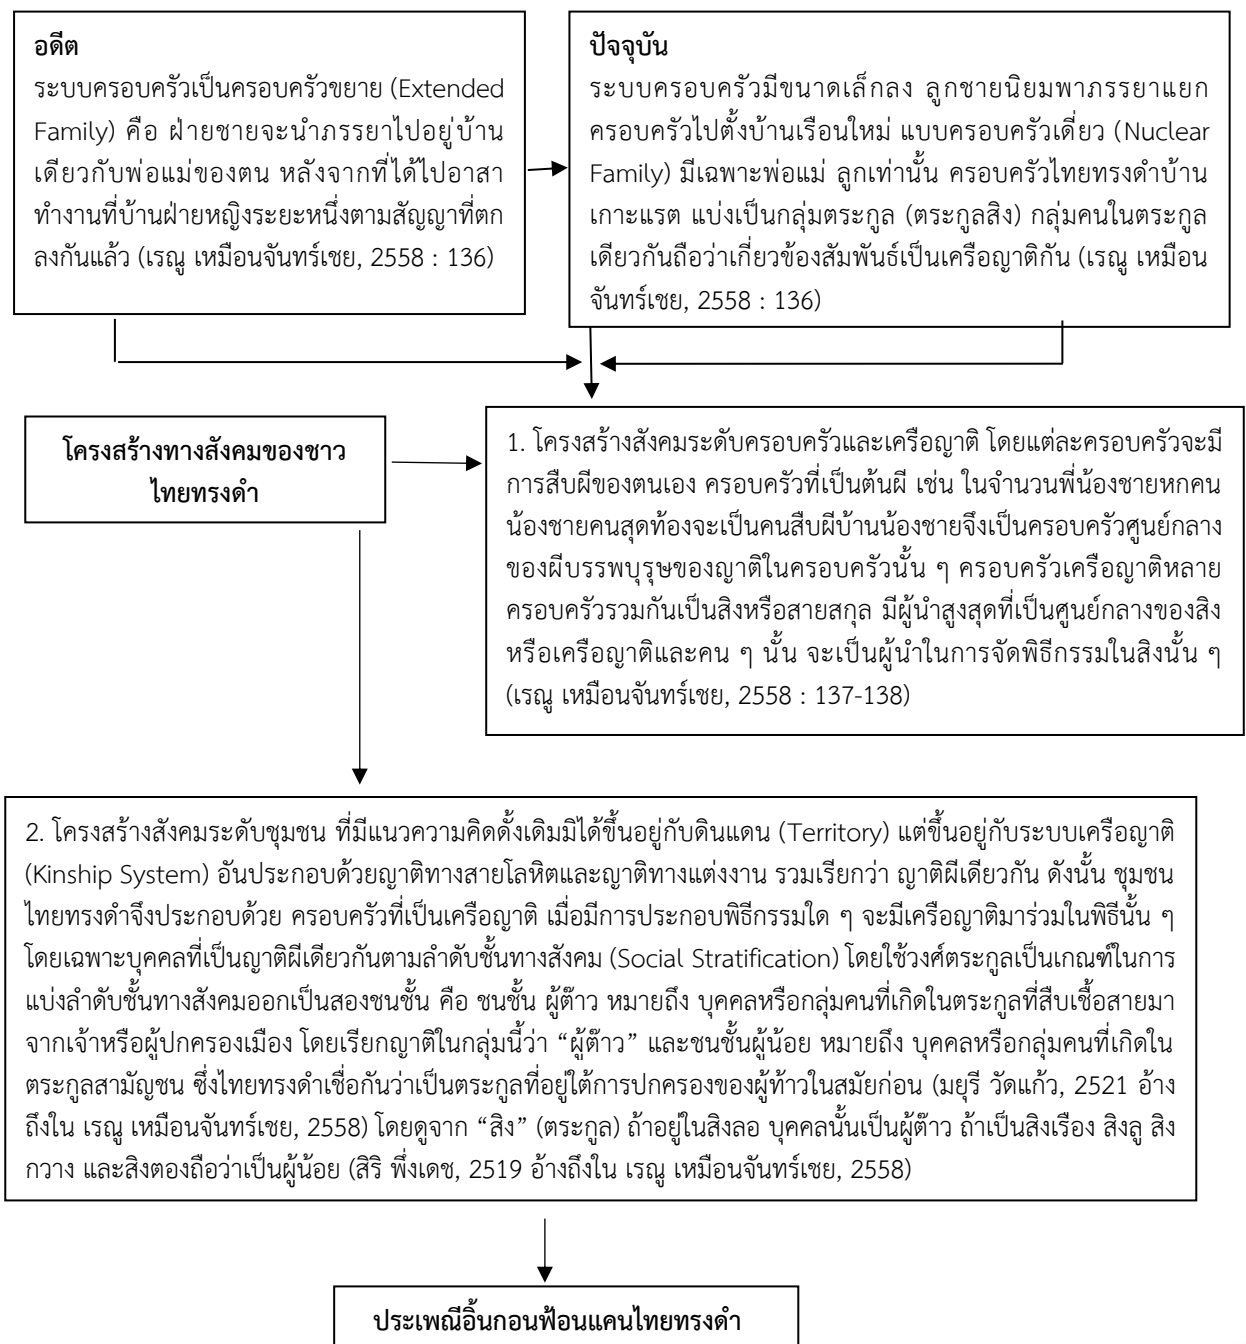 อดีต
ระบบครอบครัวเป็นครอบครัวขยาย (Extended
Family) คือ ฝ่ายชายจะนำภรรยาไปอยู่บ้าน
เดียวกับพ่อแม่ของตน หลังจากที่ได้ไปอาสา
ทำงานที่บ้านฝ่ายหญิงระยะหนึ่งตามสัญญาที่ตก
ลงกันแล้ว (เรณู เหมือนจันทร์เชย, 2558 : 136)
ปัจจุบัน
ระบบครอบครัวมีขนาดเล็กลง ลูกชายนิยมพาภรรยาแยก
ครอบครัวไปตั้งบ้านเรือนใหม่ แบบครอบครัวเดี่ยว (Nuclear
Family) มีเฉพาะพ่อแม่ ลูกเท่านั้น ครอบครัวไทยทรงดำบ้าน
เกาะแรต แบ่งเป็นกลุ่มตระกูล (ตระกูลสิง) กลุ่มคนในตระกูล
เดียวกันถือว่าเกี่ยวข้องสัมพันธ์เป็นเครือญาติกัน (เรณู เหมือน
จันทร์เชย, 2558 : 136)
โครงสร้างทางสังคมของชาว
ไทยทรงดำ
1. โครงสร้างสังคมระดับครอบครัวและเครือญาติ โดยแต่ละครอบครัวจะมี
การสืบผีของตนเอง ครอบครัวที่เป็นต้นผี เช่น ในจำนวนพี่น้องชายหกคน
น้องชายคนสุดท้องจะเป็นคนสืบผีบ้านน้องชายจึงเป็นครอบครัวศูนย์กลาง
ของผีบรรพบุรุษของญาติในครอบครัวนั้น ๆ ครอบครัวเครือญาติหลาย
ครอบครัวรวมกันเป็นสิงหรือสายสกุล มีผู้นำสูงสุดที่เป็นศูนย์กลางของสิง
หรือเครือญาติและคน ๆ นั้น จะเป็นผู้นำในการจัดพิธีกรรมในสิงนั้น ๆ
(เรณู เหมือนจันทร์เชย, 2558 : 137-138)
2. โครงสร้างสังคมระดับชุมชน ที่มีแนวความคิดดั้งเดิมมิได้ขึ้นอยู่กับดินแดน (Territory) แต่ขึ้นอยู่กับระบบเครือญาติ
(Kinship System) อันประกอบด้วยญาติทางสายโลหิตและญาติทางแต่งงาน รวมเรียกว่า ญาติผีเดียวกัน ดังนั้น ชุมชน
ไทยทรงดำจึงประกอบด้วย ครอบครัวที่เป็นเครือญาติ เมื่อมีการประกอบพิธีกรรมใด ๆ จะมีเครือญาติมาร่วมในพิธีนั้น ๆ
โดยเฉพาะบุคคลที่เป็นญาติผีเดียวกันตามลำดับชั้นทางสังคม (Social Stratification) โดยใช้วงศ์ตระกูลเป็นเกณฑ์ในการ
แบ่งลำดับชั้นทางสังคมออกเป็นสองชนชั้น คือ ชนชั้น ผู้ต๊าว หมายถึง บุคคลหรือกลุ่มคนที่เกิดในตระกูลที่สืบเชื้อสายมา
จากเจ้าหรือผู้ปกครองเมือง โดยเรียกญาติในกลุ่มนี้ว่า “ผู้ต๊าว” และชนชั้นผู้น้อย หมายถึง บุคคลหรือกลุ่มคนที่เกิดใน
ตระกูลสามัญชน ซึ่งไทยทรงดำเชื่อกันว่าเป็นตระกูลที่อยู่ใต้การปกครองของผู้ท้าวในสมัยก่อน (มยุรี วัดแก้ว, 2521 อ้าง
ถึงใน เรณู เหมือนจันทร์เชย, 2558) โดยดูจาก “สิง” (ตระกูล) ถ้าอยู่ในสิงลอ บุคคลนั้นเป็นผู้ต๊าว ถ้าเป็นสิงเรือง สิงลู สิง
กวาง และสิงตองถือว่าเป็นผู้น้อย (สิริ พึ่งเดช, 2519 อ้างถึงใน เรณู เหมือนจันทร์เชย, 2558)
ประเพณีอิ้นกอนฟ้อนแคนไทยทรงดำ